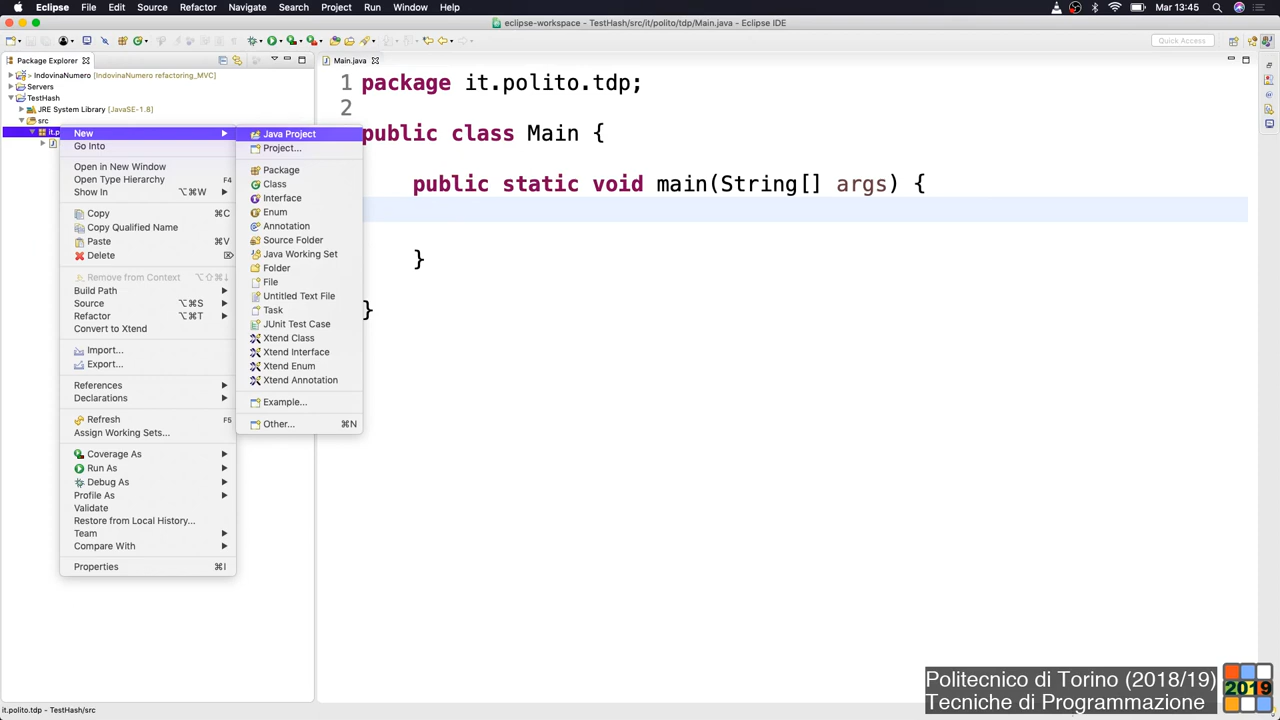 Eclipse File Edit Source Refactor Navigate Search Project Run Window Help Mar 13:45
eclipse-workspace - TestHash/src/it/polito/tdp/Main.java - Eclipse IDE
Quick Access
Package Explorer
Main.java
> IndovinaNumero [IndovinaNumero refactoring_MVC]
Servers
TestHash
JRE System Library [JavaSE-1.8]
src
it.p
New
Go Into
Open in New Window
Open Type Hierarchy F4
Show In ⌥⌘W
Copy ⌘C
Copy Qualified Name
Paste ⌘V
Delete ⌦
Remove from Context ⌥⇧⌘↓
Build Path
Source ⌥⌘S
Refactor ⌥⌘T
Convert to Xtend
Import...
Export...
References
Declarations
Refresh F5
Assign Working Sets...
Coverage As
Run As
Debug As
Profile As
Validate
Restore from Local History...
Team
Compare With
Properties ⌘I
Java Project
Project...
Package
Class
Interface
Enum
Annotation
Source Folder
Java Working Set
Folder
File
Untitled Text File
Task
JUnit Test Case
Xtend Class
Xtend Interface
Xtend Enum
Xtend Annotation
Example...
Other... ⌘N
1 package it.polito.tdp;
2
public class Main {
public static void main(String[] args) {
}
}
it.polito.tdp - TestHash/src
Politecnico di Torino (2018/19)
Tecniche di Programmazione
2019